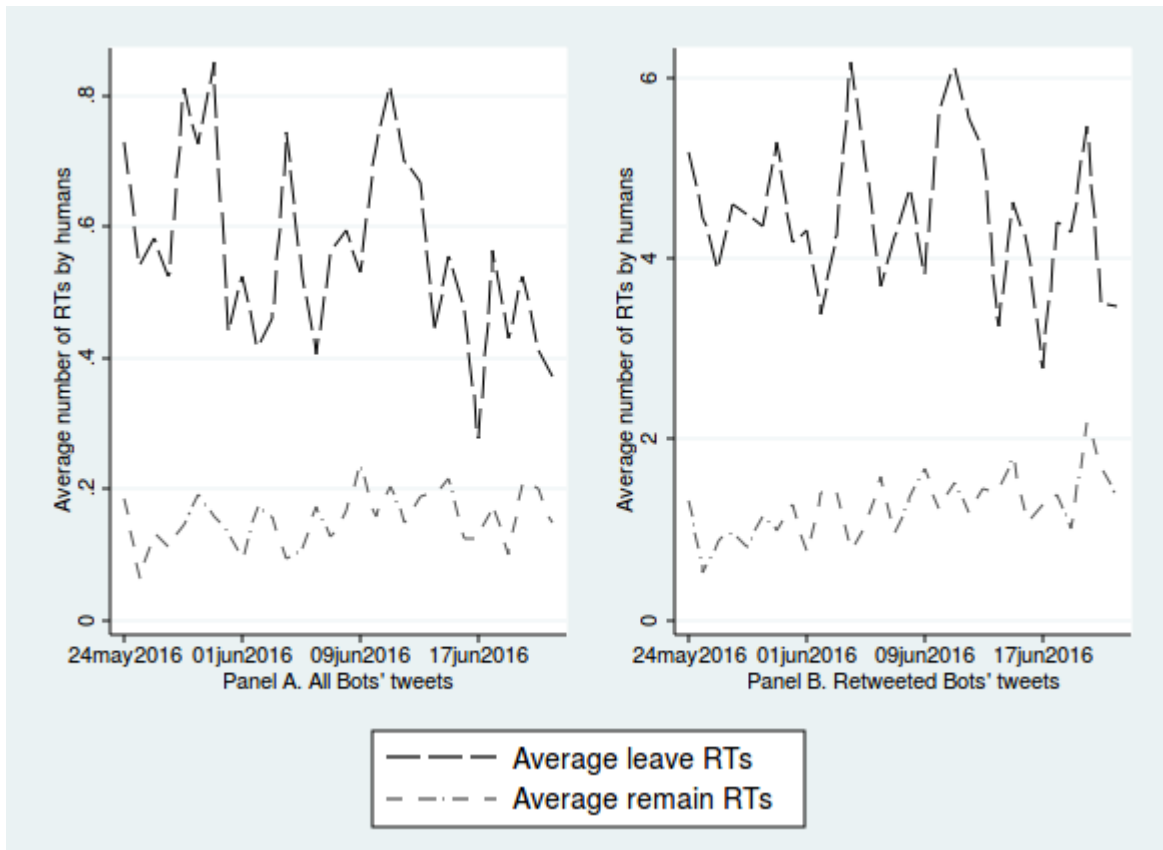 Average number of RTs by humans
.8
.6
.4
.2
0
24may2016 01jun2016 09jun2016 17jun2016
Panel A. All Bots' tweets
Average number of RTs by humans
6
4
2
0
24may2016 01jun2016 09jun2016 17jun2016
Panel B. Retweeted Bots' tweets
Average leave RTs
Average remain RTs